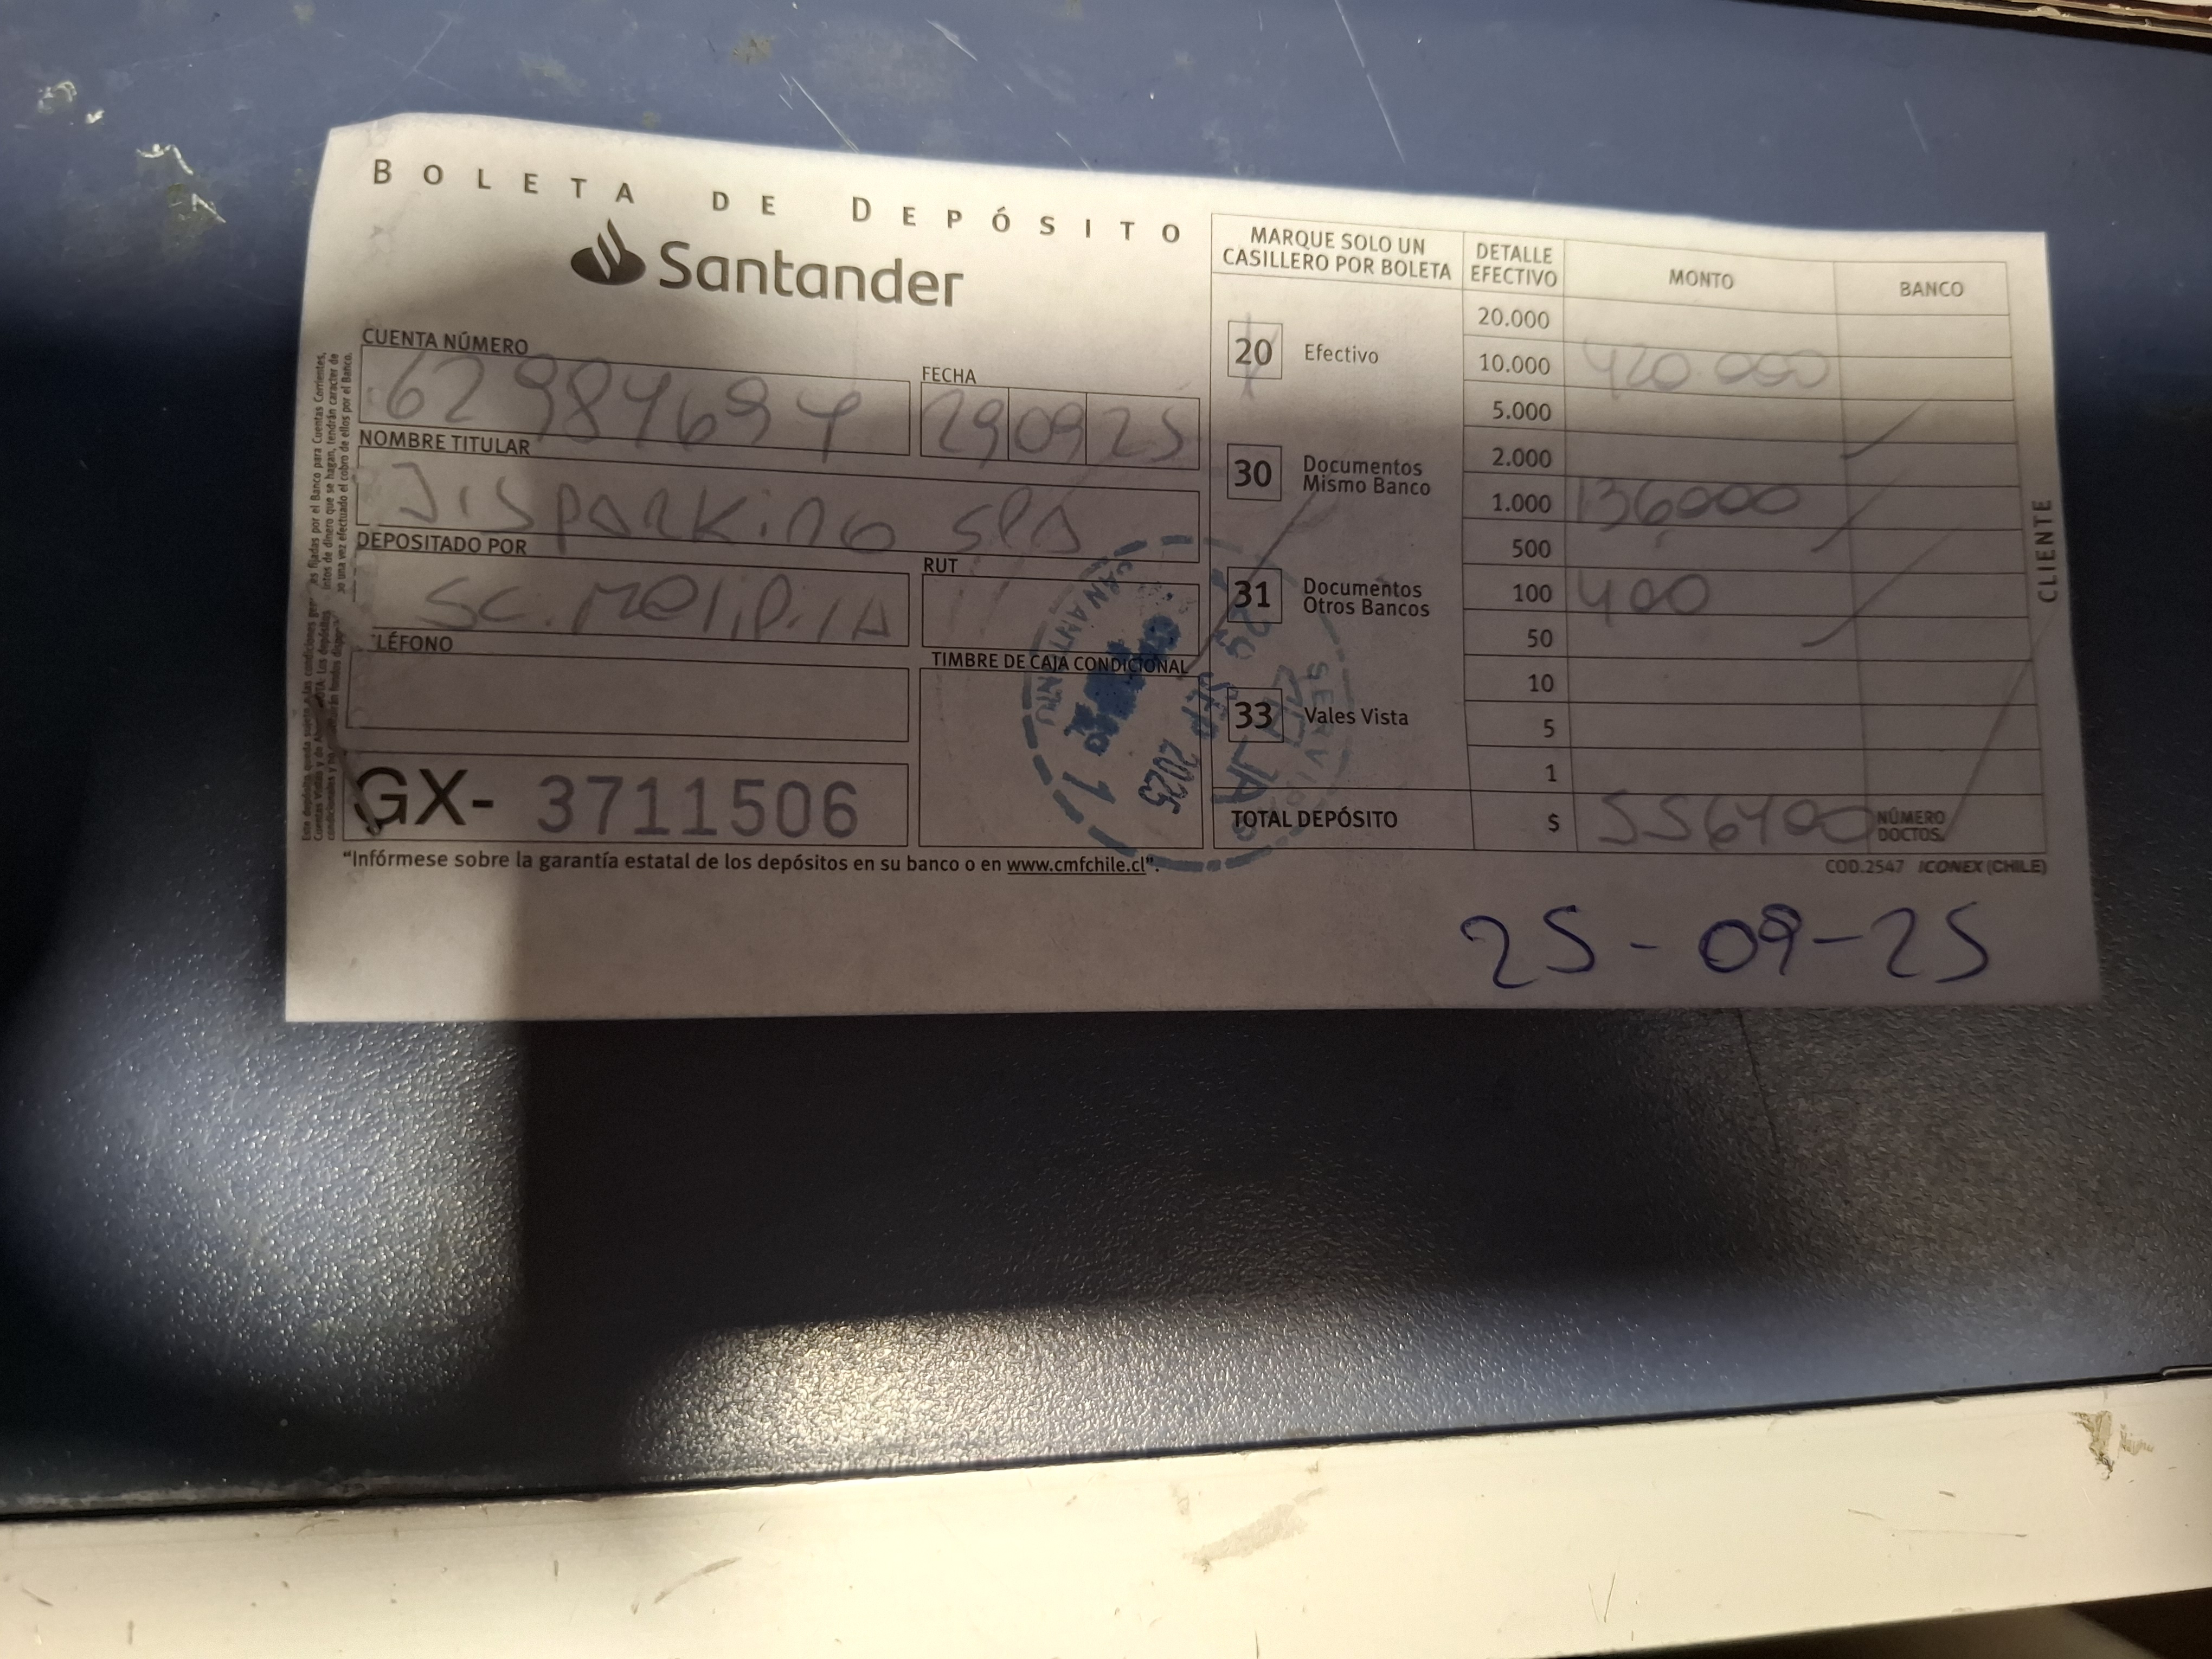 BOLETA DE DEPÓSITO
Santander
CUENTA NÚMERO
62984694
FECHA
29 09 25
NOMBRE TITULAR
JISPARKING SPA
DEPOSITADO POR
SC. MELIPILLA
RUT
TELÉFONO
TIMBRE DE CAJA CONDICIONAL
GX- 3711506
"Infórmese sobre la garantía estatal de los depósitos en su banco o en www.cmfchile.cl".
MARQUE SOLO UN
CASILLERO POR BOLETA
20 Efectivo
30 Documentos
Mismo Banco
31 Documentos
Otros Bancos
33 Vales Vista
DETALLE
EFECTIVO
MONTO
BANCO
20.000
10.000 420.000
5.000
2.000
1.000 136,000
500
100 400
50
10
5
1
TOTAL DEPÓSITO $ 556400
NÚMERO
DOCTOS.
CLIENTE
COD.2547 ICONEX (CHILE)
29 SEP 2025
25-09-25